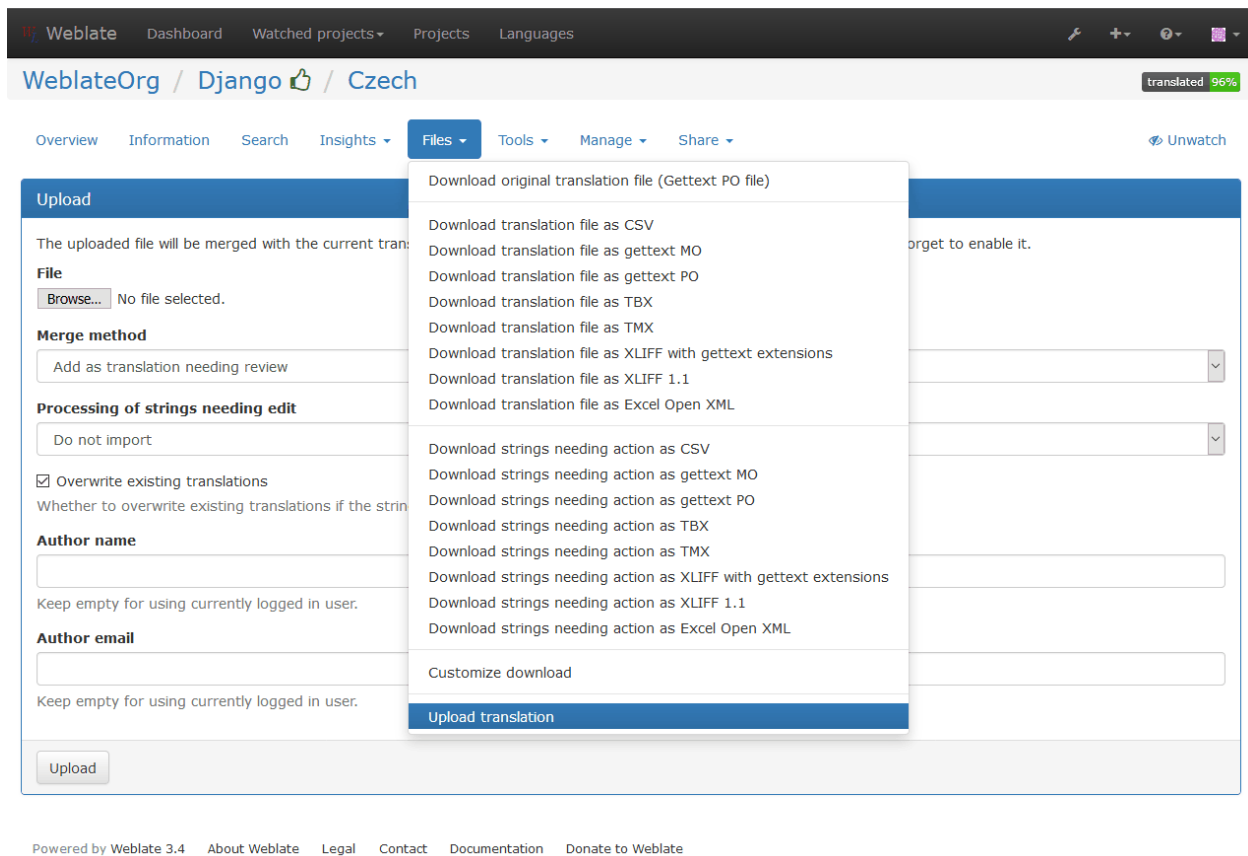 Weblate Dashboard Watched projects Projects Languages
WeblateOrg / Django / Czech
translated 96%
Overview Information Search Insights Files Tools Manage Share Unwatch
Upload
The uploaded file will be merged with the current
orget to enable it.
File
Browse... No file selected.
Merge method
Add as translation needing review
Processing of strings needing edit
Do not import
Overwrite existing translations
Whether to overwrite existing translations if the
Author name
Keep empty for using currently logged in user.
Author email
Keep empty for using currently logged in user.
Upload
Download original translation file (Gettext PO file)
Download translation file as CSV
Download translation file as gettext MO
Download translation file as gettext PO
Download translation file as TBX
Download translation file as TMX
Download translation file as XLIFF with gettext extensions
Download translation file as XLIFF 1.1
Download translation file as Excel Open XML
Download strings needing action as CSV
Download strings needing action as gettext MO
Download strings needing action as gettext PO
Download strings needing action as TBX
Download strings needing action as TMX
Download strings needing action as XLIFF with gettext extensions
Download strings needing action as XLIFF 1.1
Download strings needing action as Excel Open XML
Customize download
Upload translation
Powered by Weblate 3.4 About Weblate Legal Contact Documentation Donate to Weblate